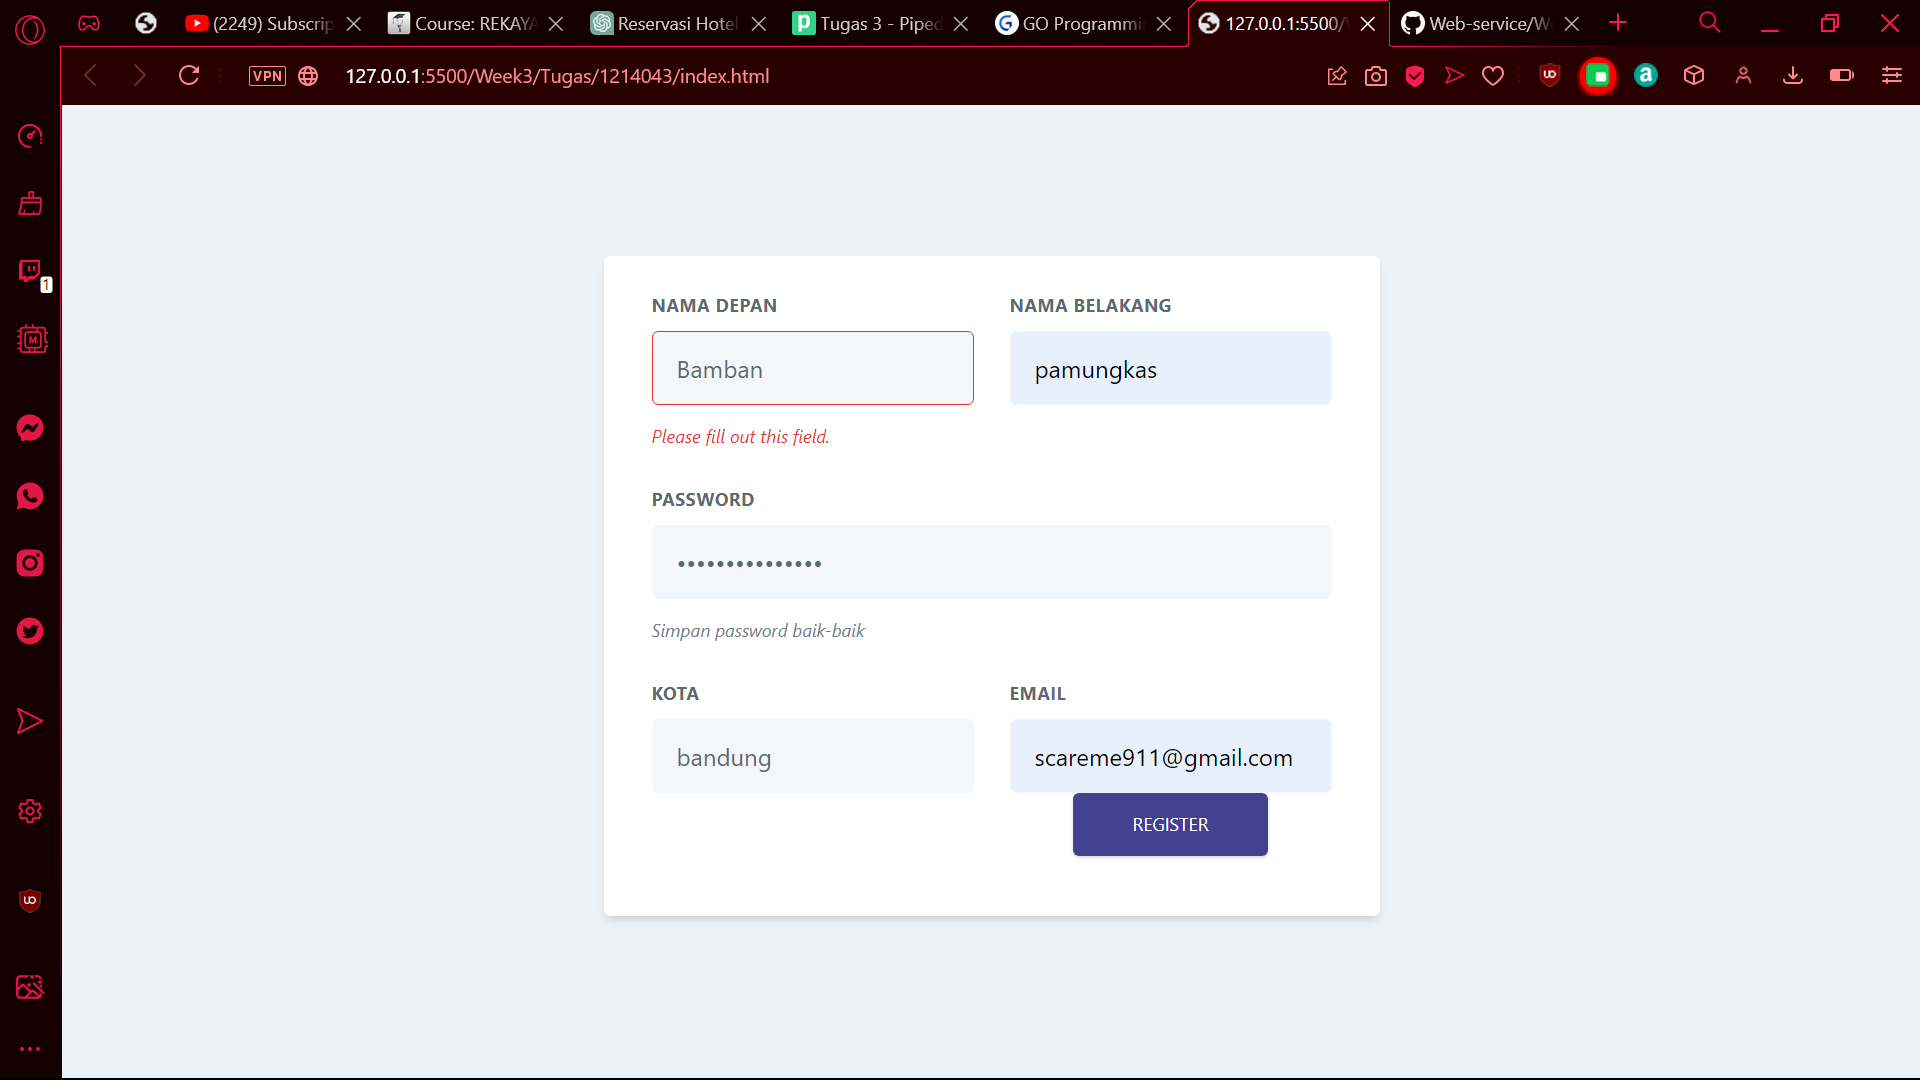 (2249) Subscrip
Course: REKAYA
Reservasi Hotel
Tugas 3 - Piped
GO Programmi
127.0.0.1:5500/
Web-service/W
VPN
127.0.0.1:5500/Week3/Tugas/1214043/index.html
1
M
NAMA DEPAN
NAMA BELAKANG
Bamban
pamungkas
Please fill out this field.
PASSWORD
•••••••••••••••
Simpan password baik-baik
KOTA
EMAIL
bandung
scareme911@gmail.com
REGISTER